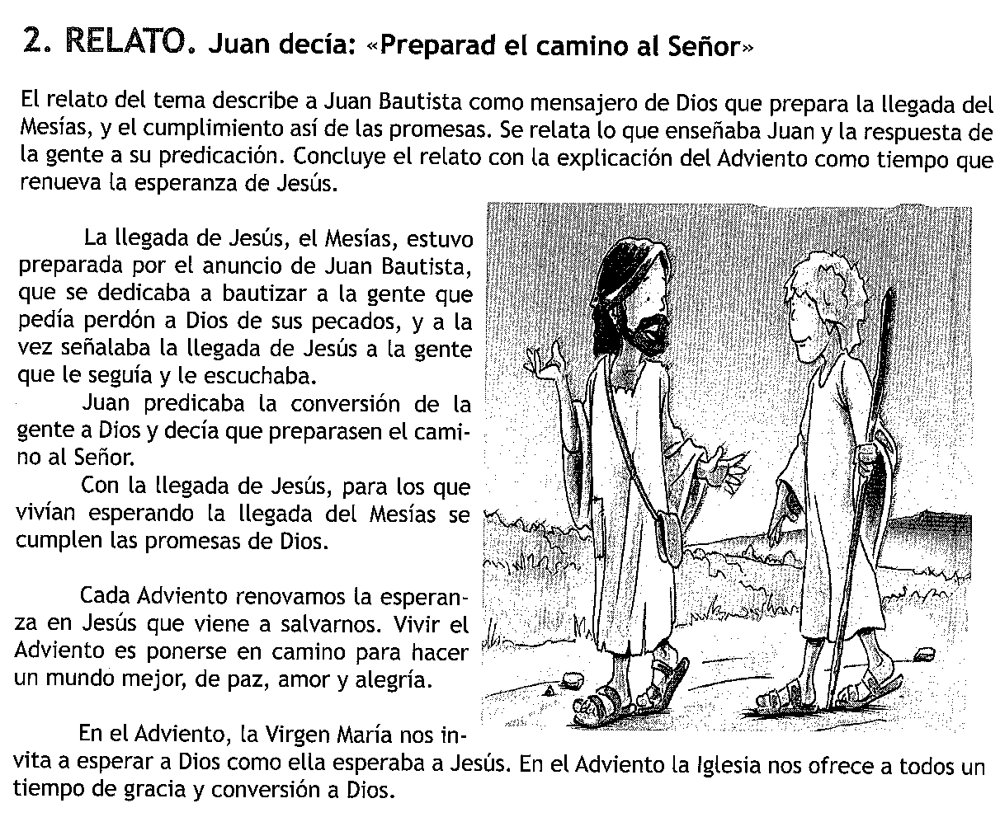 2. RELATO. Juan decía: «Preparad el camino al Señor»
El relato del tema describe a Juan Bautista como mensajero de Dios que prepara la llegada del
Mesías, y el cumplimiento así de las promesas. Se relata lo que enseñaba Juan y la respuesta de
la gente a su predicación. Concluye el relato con la explicación del Adviento como tiempo que
renueva la esperanza de Jesús.
La llegada de Jesús, el Mesías, estuvo
preparada por el anuncio de Juan Bautista,
que se dedicaba a bautizar a la gente que
pedía perdón a Dios de sus pecados, y a la
vez señalaba la llegada de Jesús a la gente
que le seguía y le escuchaba.
Juan predicaba la conversión de la
gente a Dios y decía que preparasen el cami-
no al Señor.
Con la llegada de Jesús, para los que
vivían esperando la llegada del Mesías se
cumplen las promesas de Dios.
Cada Adviento renovamos la esperan-
za en Jesús que viene a salvarnos. Vivir el
Adviento es ponerse en camino para hacer
un mundo mejor, de paz, amor y alegría.
En el Adviento, la Virgen María nos in-
vita a esperar a Dios como ella esperaba a Jesús. En el Adviento la Iglesia nos ofrece a todos un
tiempo de gracia y conversión a Dios.